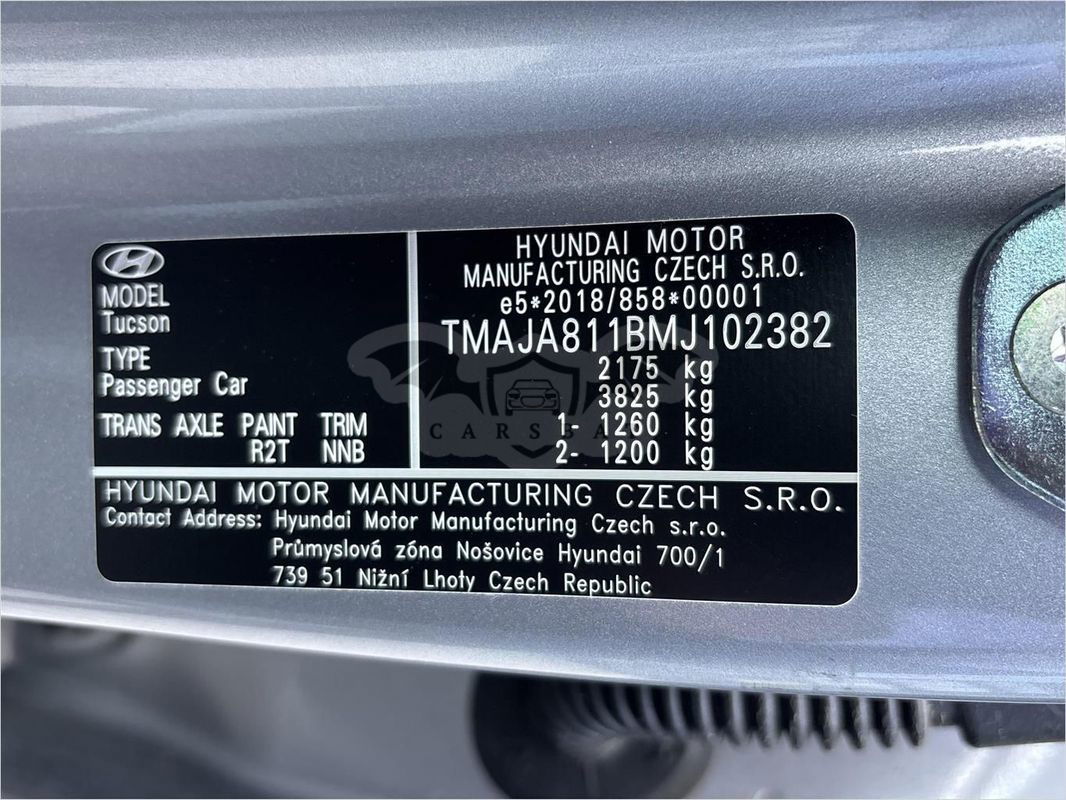 MODEL
Tucson
TYPE
Passenger Car
TRANS AXLE PAINT TRIM
R2T NNB
HYUNDAI MOTOR
MANUFACTURING CZECH S.R.O.
e5*2018/858*00001
TMAJA811BMJ102382
2175 kg
3825 kg
1- 1260 kg
2- 1200 kg
HYUNDAI MOTOR MANUFACTURING CZECH S.R.O.
Contact Address: Hyundai Motor Manufacturing Czech s.r.o.
Průmyslová zóna Nošovice Hyundai 700/1
739 51 Nižní Lhoty Czech Republic